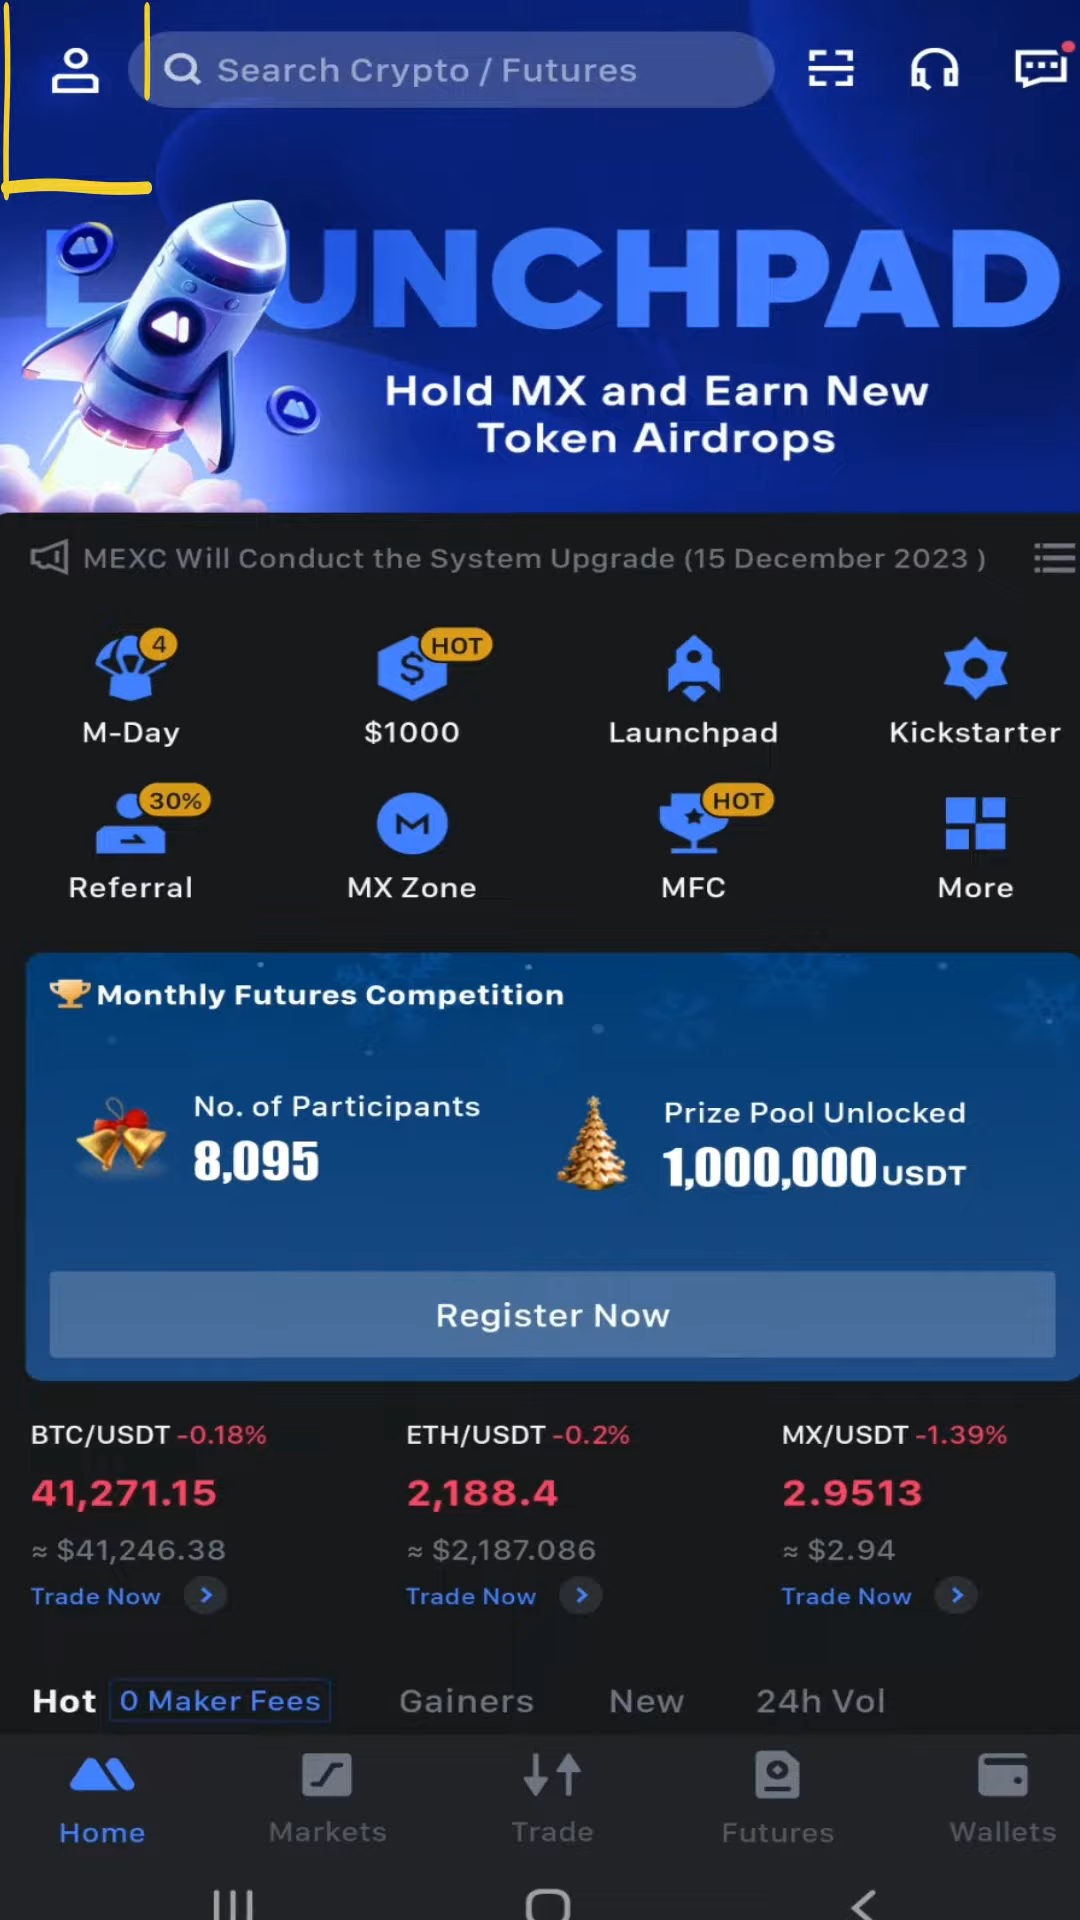 Search Crypto / Futures
LAUNCHPAD
Hold MX and Earn New
Token Airdrops
MEXC Will Conduct the System Upgrade (15 December 2023 )
4
HOT
M-Day
$1000
Launchpad
Kickstarter
30%
HOT
Referral
MX Zone
MFC
More
Monthly Futures Competition
No. of Participants
8,095
Prize Pool Unlocked
1,000,000 USDT
Register Now
BTC/USDT -0.18%
ETH/USDT -0.2%
MX/USDT -1.39%
41,271.15
2,188.4
2.9513
≈ $41,246.38
≈ $2,187.086
≈ $2.94
Trade Now
Trade Now
Trade Now
Hot
0 Maker Fees
Gainers
New
24h Vol
Home
Markets
Trade
Futures
Wallets